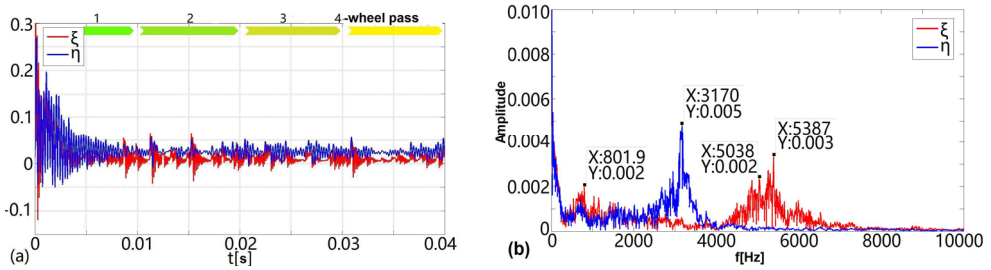 1 2 3 4 -wheel pass
0.3
0.2
0.1
0
-0.1
ξ
η
0 0.01 0.02 0.03 0.04
t[s]
(a)
0.010
0.008
0.006
0.004
0.002
0
Amplitude
ξ
η
X:3170
Y:0.005
X:5387
Y:0.003
X:5038
Y:0.002
X:801.9
Y:0.002
0 2000 4000 6000 8000 10000
f[Hz]
(b)